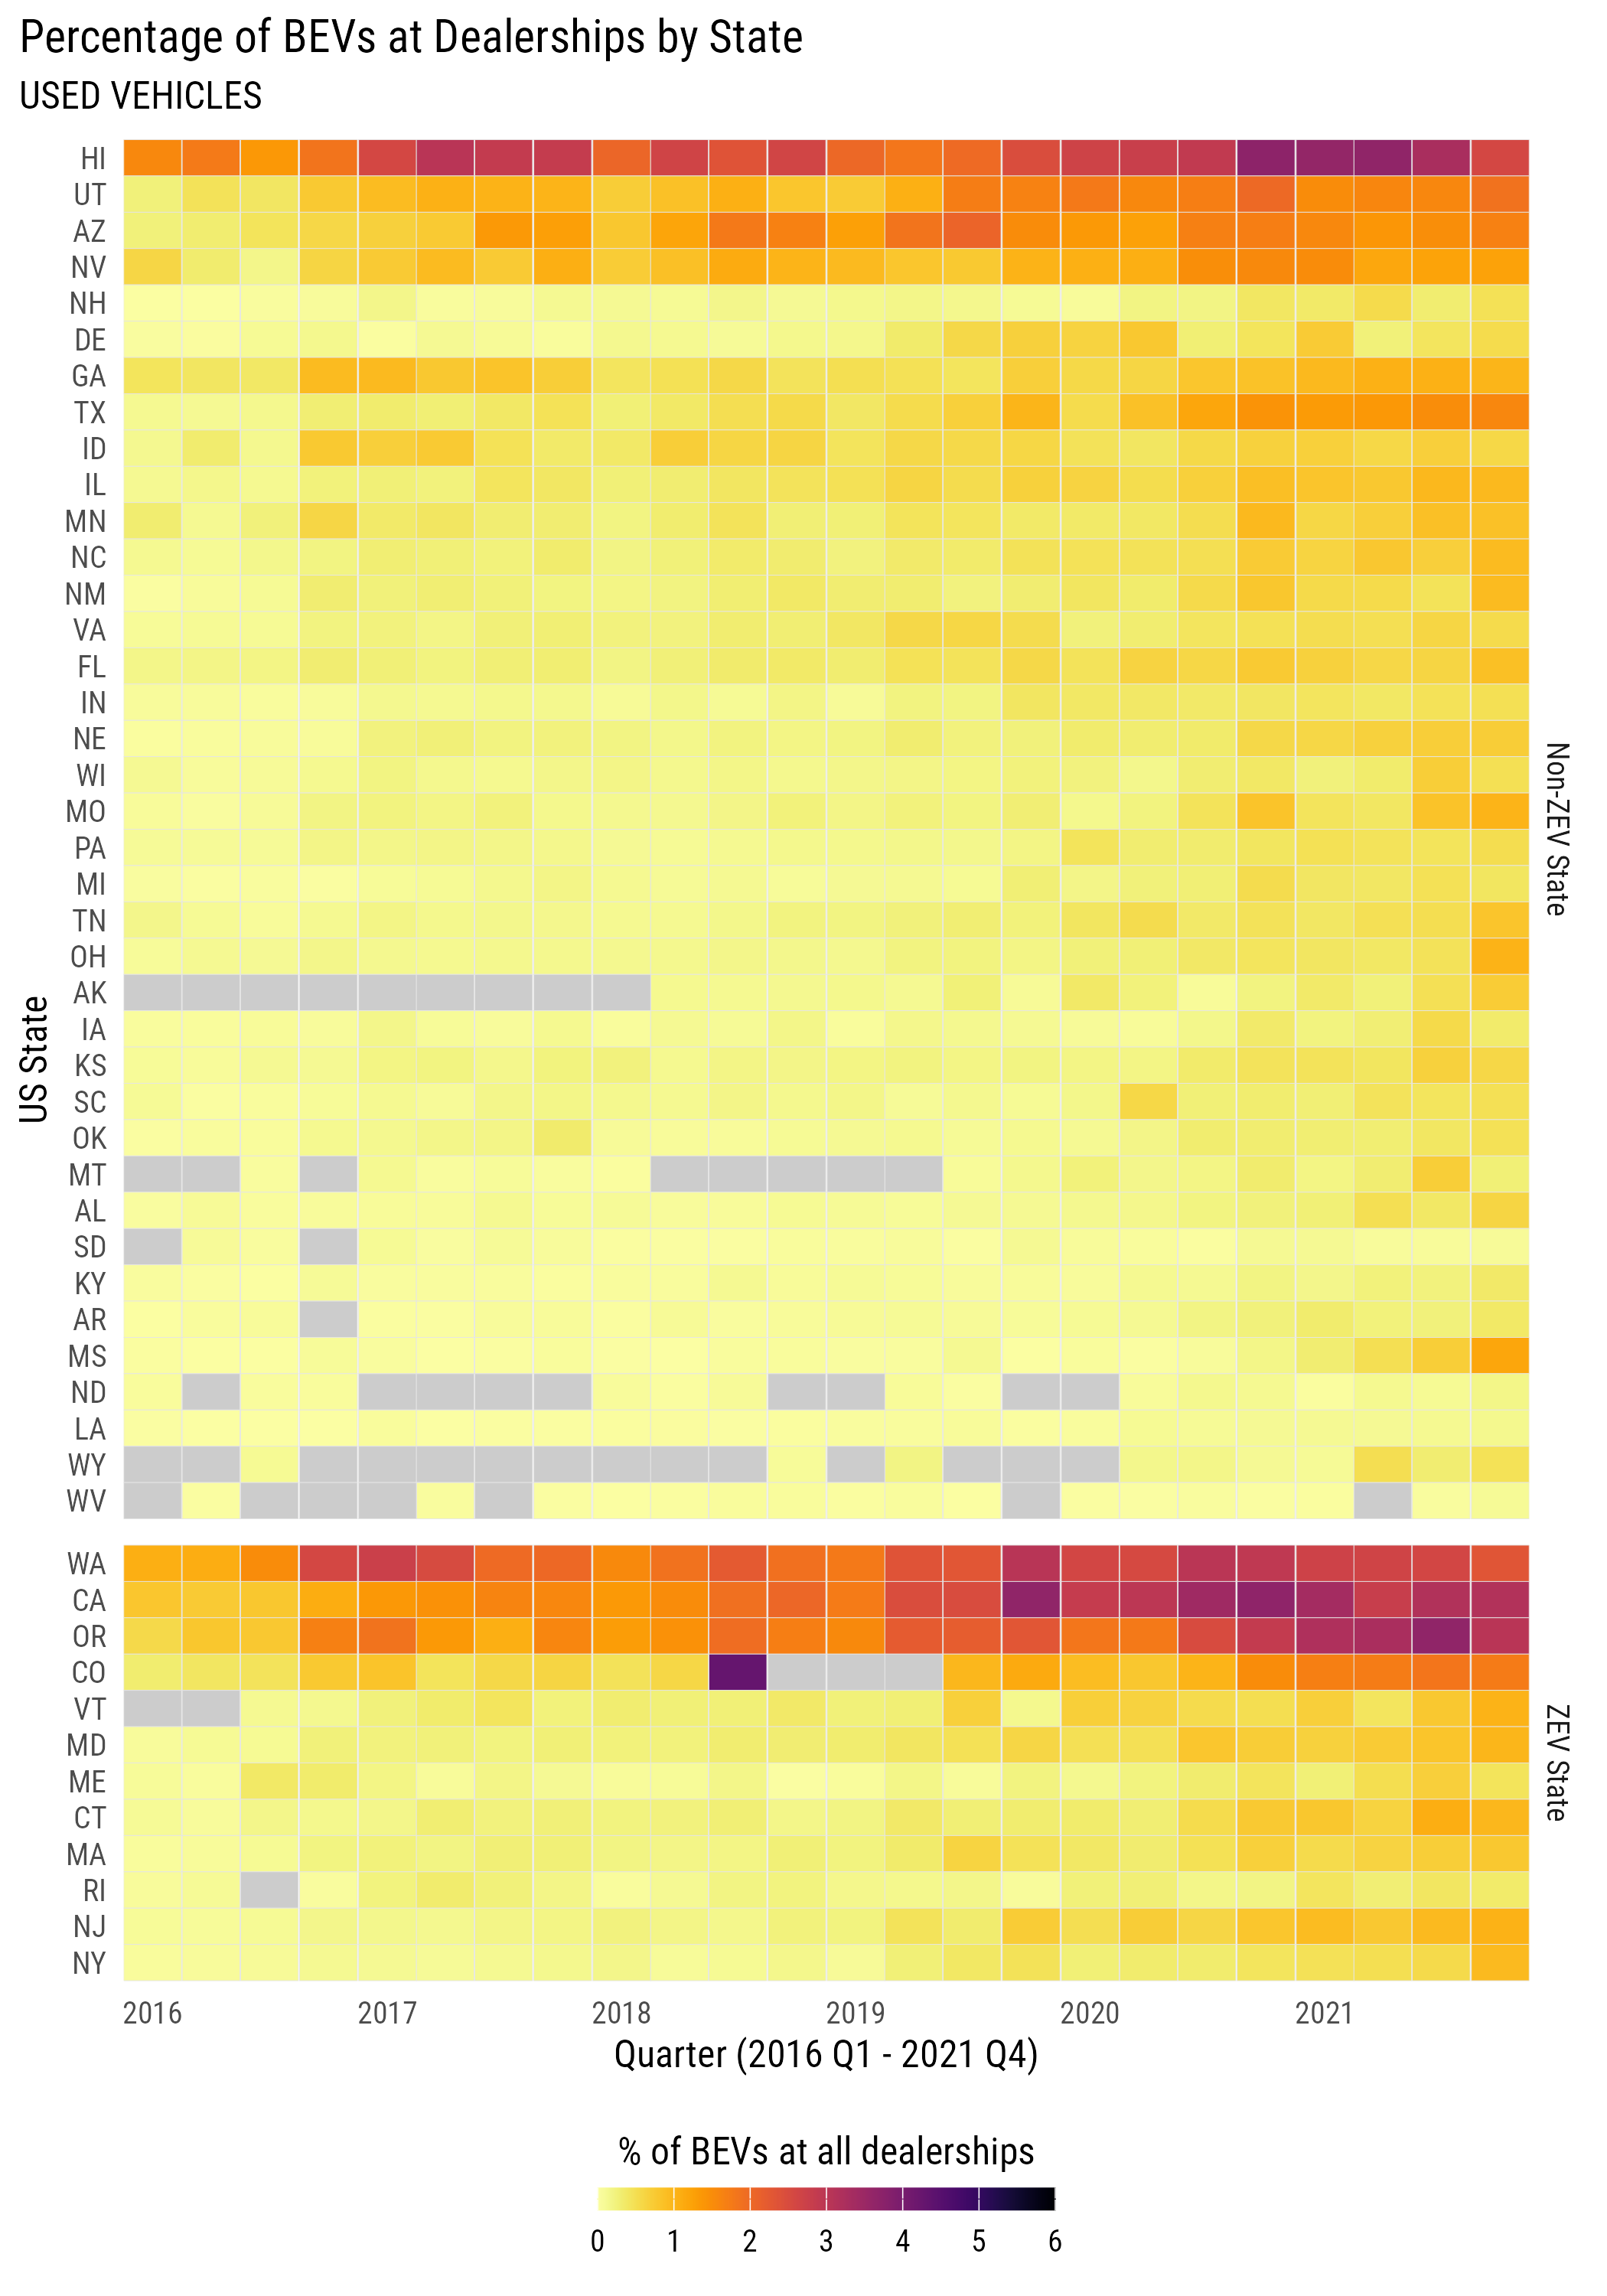 Percentage of BEVs at Dealerships by State
USED VEHICLES
HI
UT
AZ
NV
NH
DE
GA
TX
ID
IL
MN
NC
NM
VA
FL
IN
NE
WI
MO
PA
MI
TN
OH
AK
IA
KS
SC
OK
MT
AL
SD
KY
AR
MS
ND
LA
WY
WV
Non-ZEV State
US State
WA
CA
OR
CO
VT
MD
ME
CT
MA
RI
NJ
NY
ZEV State
2016 2017 2018 2019 2020 2021
Quarter (2016 Q1 - 2021 Q4)
% of BEVs at all dealerships
0 1 2 3 4 5 6